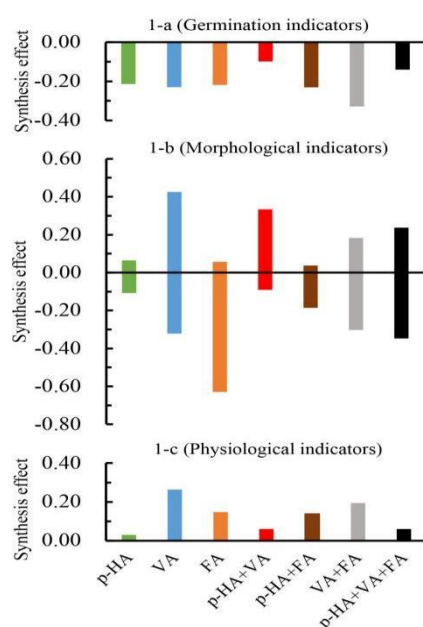 1-a (Germination indicators)
Synthesis effect
0.00
-0.20
-0.40
1-b (Morphological indicators)
Synthesis effect
0.60
0.40
0.20
0.00
-0.20
-0.40
-0.60
-0.80
1-c (Physiological indicators)
Synthesis effect
0.40
0.20
0.00
p-HA
VA
FA
p-HA+VA
p-HA+FA
VA+FA
p-HA+VA+FA